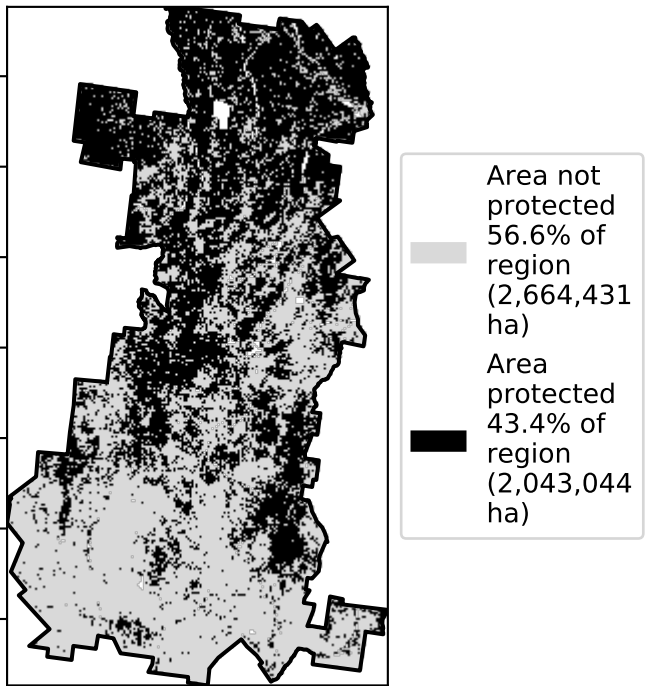 Area not
protected
56.6% of
region
(2,664,431
ha)
Area
protected
43.4% of
region
(2,043,044
ha)